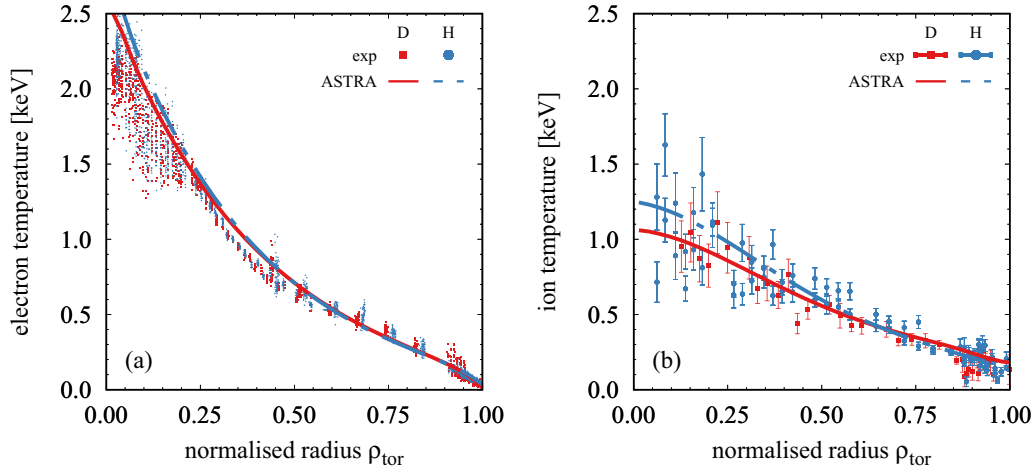 electron temperature [keV]
2.5
2.0
1.5
1.0
0.5
0.0
D H
exp
ASTRA
(a)
0.00 0.25 0.50 0.75 1.00
normalised radius ρtor
ion temperature [keV]
2.5
2.0
1.5
1.0
0.5
0.0
D H
exp
ASTRA
(b)
0.00 0.25 0.50 0.75 1.00
normalised radius ρtor